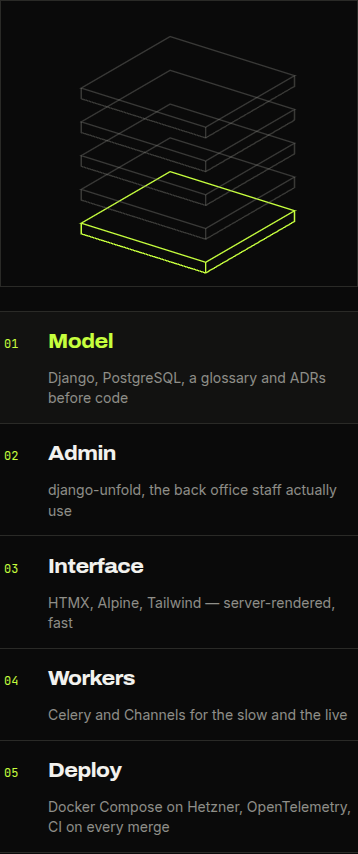 01
Model
Django, PostgreSQL, a glossary and ADRs
before code
02
Admin
django-unfold, the back office staff actually
use
03
Interface
HTMX, Alpine, Tailwind — server-rendered,
fast
04
Workers
Celery and Channels for the slow and the live
05
Deploy
Docker Compose on Hetzner, OpenTelemetry,
CI on every merge